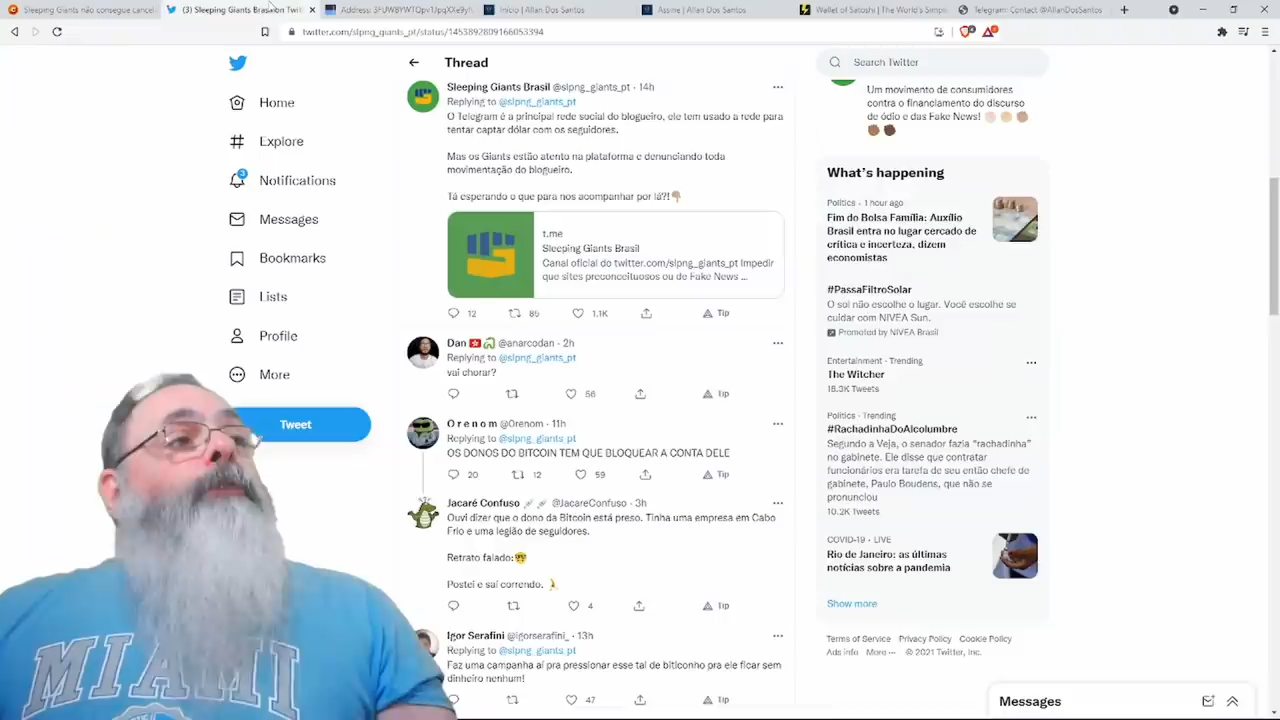 Sleeping Giants não consegue cancel
(3) Sleeping Giants Brasil on Twit
Address: 3FUW8YWTQpv1JpqXXe9yh
Início | Allan Dos Santos
Assine | Allan Dos Santos
Wallet of Satoshi | The World's Simple
Telegram: Contact @AllanDosSantos
twitter.com/slpng_giants_pt/status/1453892809166053394
Home
Explore
3
Notifications
Messages
Bookmarks
Lists
Profile
More
Tweet
Thread
Sleeping Giants Brasil @slpng_giants_pt · 14h
Replying to @slpng_giants_pt
O Telegram é a principal rede social do blogueiro, ele tem usado a rede para
tentar captar dólar com os seguidores.
Mas os Giants estão atento na plataforma e denunciando toda
movimentação do blogueiro.
Tá esperando o que para nos acompanhar por lá?!👇🏽
t.me
Sleeping Giants Brasil
Canal oficial do twitter.com/slpng_giants_pt Impedir
que sites preconceituosos ou de Fake News ...
12 85 1.1K Tip
Dan @anarcodan · 2h
Replying to @slpng_giants_pt
vai chorar?
56 Tip
O r e n o m @Orenom · 11h
Replying to @slpng_giants_pt
OS DONOS DO BITCOIN TEM QUE BLOQUEAR A CONTA DELE
20 12 59 Tip
Jacaré Confuso @JacareConfuso · 3h
Ouvi dizer que o dono da Bitcoin está preso. Tinha uma empresa em Cabo
Frio e uma legião de seguidores.
Retrato falado:
Postei e saí correndo.
4 Tip
Igor Serafini @igorserafini_ · 13h
Replying to @slpng_giants_pt
Faz uma campanha aí pra pressionar esse tal de biticonho pra ele ficar sem
dinheiro nenhum!
47 Tip
Search Twitter
Um movimento de consumidores
contra o financiamento do discurso
de ódio e das Fake News!
What's happening
Politics · 1 hour ago
Fim do Bolsa Família: Auxílio
Brasil entra no lugar cercado de
crítica e incerteza, dizem
economistas
#PassaFiltroSolar
O sol não escolhe o lugar. Você escolhe se
cuidar com NIVEA Sun.
Promoted by NIVEA Brasil
Entertainment · Trending
The Witcher
Politics · Trending
#RachadinhaDoAlcolumbre
Segundo a Veja, o senador fazia "rachadinha"
no gabinete. Ele disse que contratar
funcionários era tarefa de seu então chefe de
gabinete, Paulo Boudens, que não se
pronunciou
10.2K Tweets
COVID-19 · LIVE
Rio de Janeiro: as últimas
notícias sobre a pandemia
Show more
Terms of Service Privacy Policy Cookie Policy
Ads info More ··· © 2021 Twitter, Inc.
Messages
MIAMI